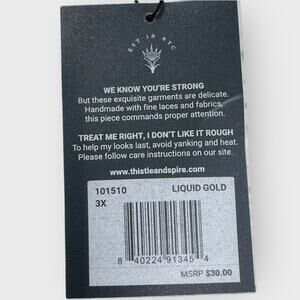 EST IN NYC
WE KNOW YOU'RE STRONG
But these exquisite garments are delicate.
Handmade with fine laces and fabrics,
this piece commands proper attention.
TREAT ME RIGHT, I DON'T LIKE IT ROUGH
To help my looks last, avoid yanking and heat.
Please follow care instructions on our site.
www.thistleandspire.com
101510 LIQUID GOLD
3X
8 40224 91345 4
MSRP $30.00